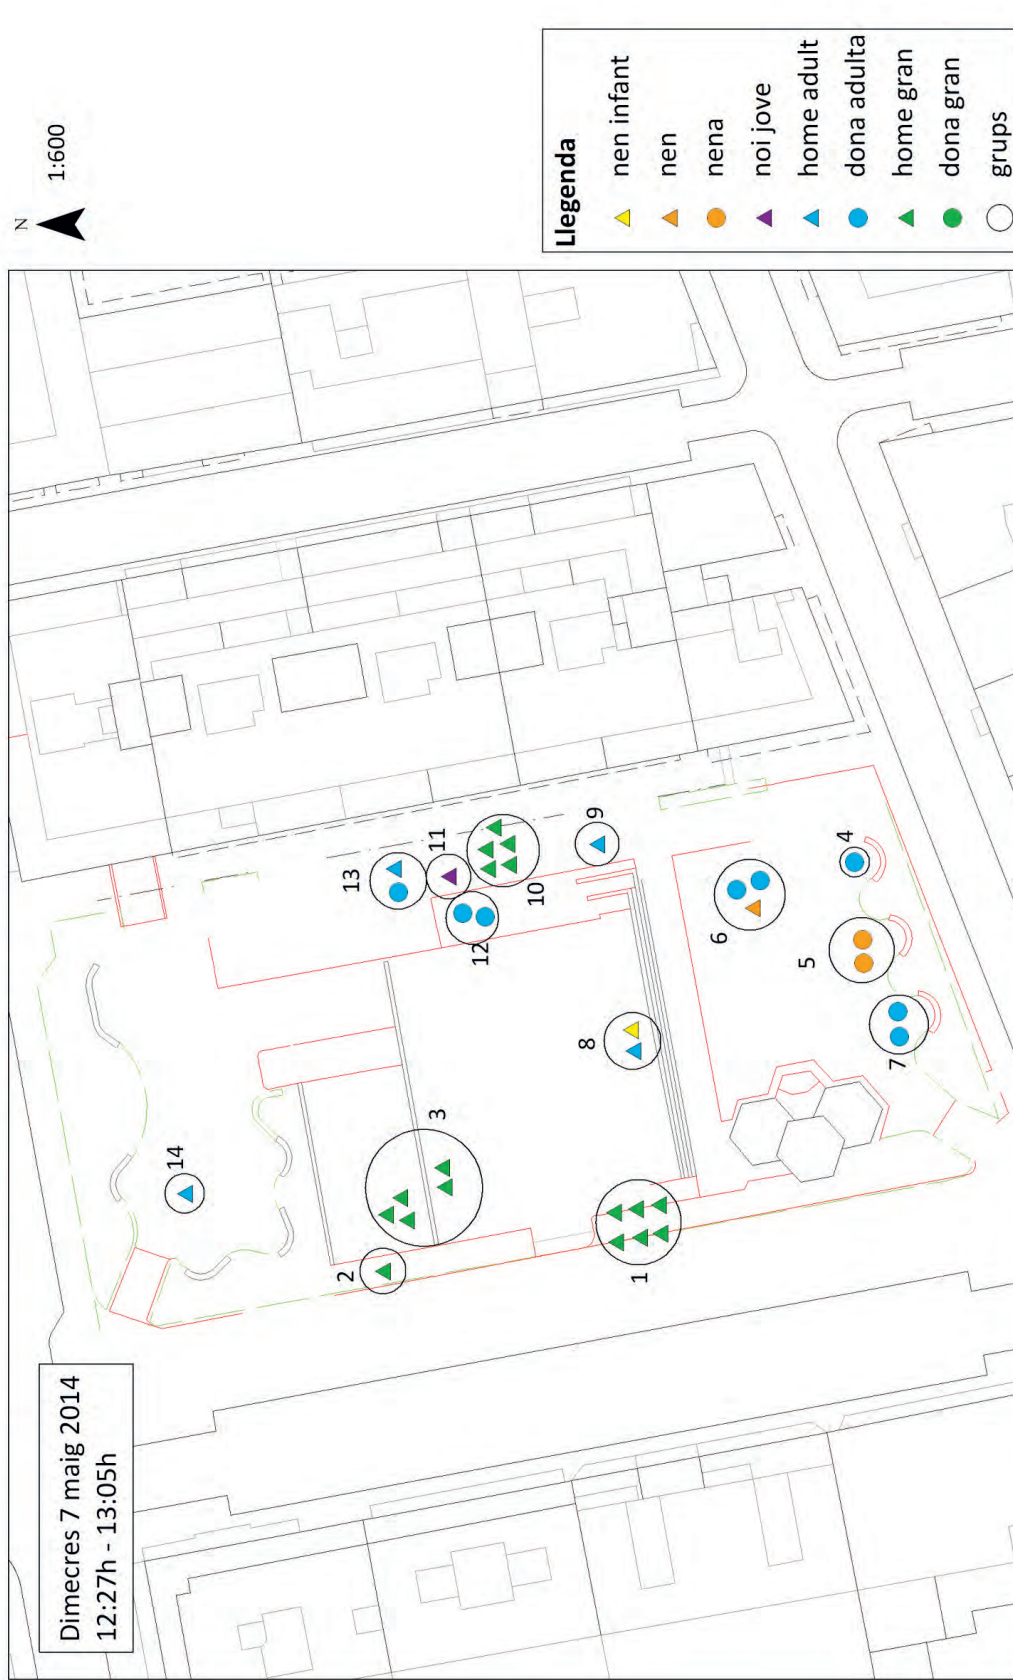 Dimecres 7 maig 2014
12:27h - 13:05h
N
1:600
14
13
11
9
10
12
3
2
8
6
4
5
7
1
Llegenda
nen infant
nen
nena
noi jove
home adult
dona adulta
home gran
dona gran
grups